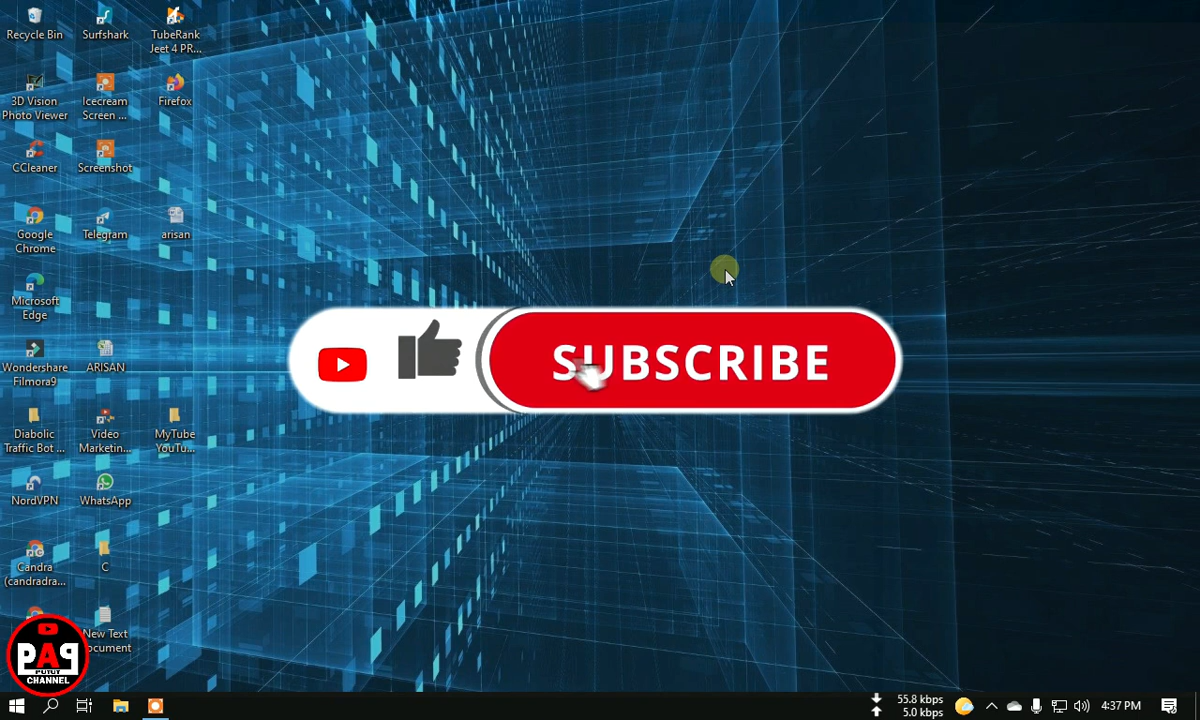 Recycle Bin
Surfshark
TubeRank
Jeet 4 PR...
3D Vision
Photo Viewer
Icecream
Screen ...
Firefox
CCleaner
Screenshot
Google
Chrome
Telegram
arisan
Microsoft
Edge
Wondershare
Filmora9
ARISAN
Diabolic
Traffic Bot ...
Video
Marketin...
MyTube
YouTu...
NordVPN
WhatsApp
Candra
(candradra...
C
New Text
Document
SUBSCRIBE
PAP
CHANNEL
55.8 kbps
5.0 kbps
4:37 PM